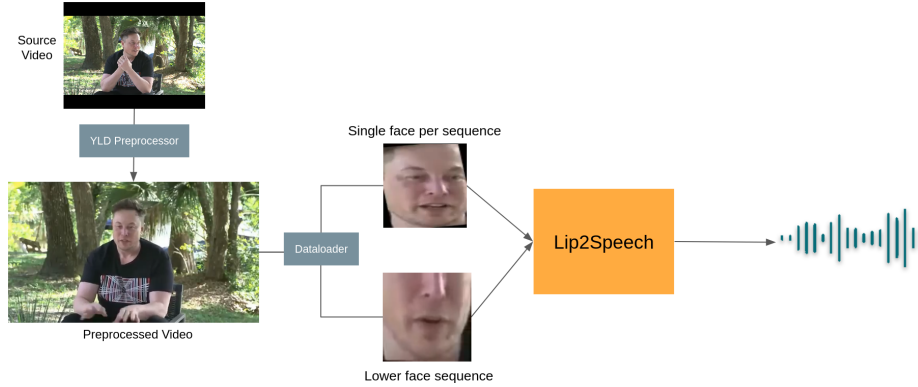 Source
Video
YLD Preprocessor
Preprocessed Video
Dataloader
Single face per sequence
Lower face sequence
Lip2Speech